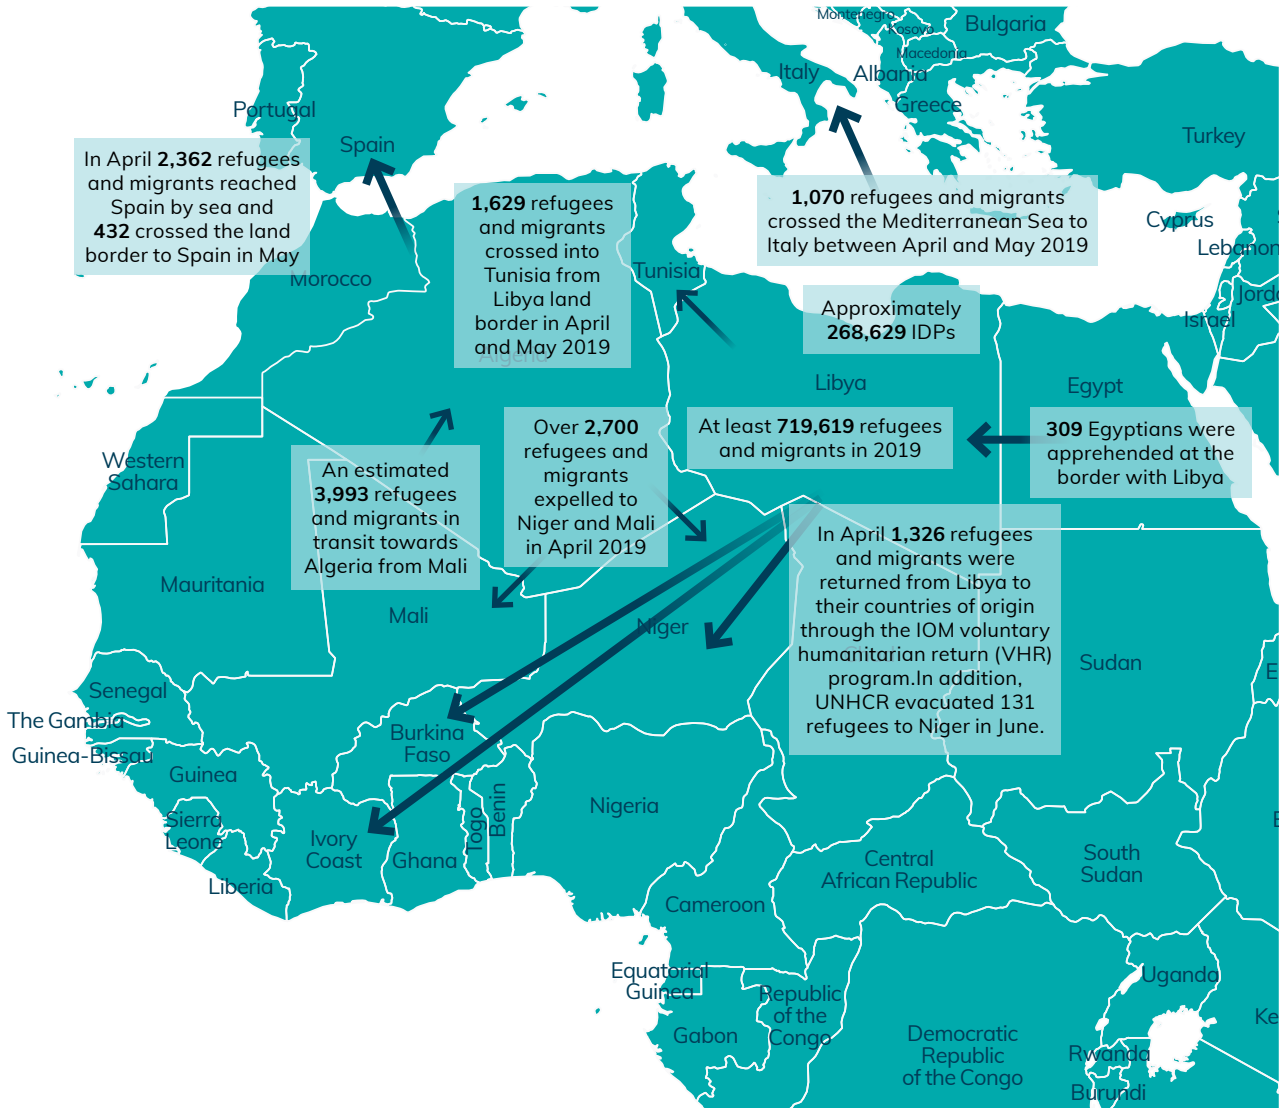 Montenegro
Kosovo
Bulgaria
Macedonia
Italy
Albania
Greece
Portugal
Spain
Turkey
In April 2,362 refugees
and migrants reached
Spain by sea and
432 crossed the land
border to Spain in May
1,629 refugees
and migrants
crossed into
Tunisia from
Libya land
border in April
and May 2019
1,070 refugees and migrants
crossed the Mediterranean Sea to
Italy between April and May 2019
Cyprus
Lebanon
Morocco
Tunisia
Jord
Israel
Approximately
268,629 IDPs
Algeria
Libya
Egypt
Over 2,700
refugees and
migrants
expelled to
Niger and Mali
in April 2019
At least 719,619 refugees
and migrants in 2019
309 Egyptians were
apprehended at the
border with Libya
Western
Sahara
An estimated
3,993 refugees
and migrants in
transit towards
Algeria from Mali
In April 1,326 refugees
and migrants were
returned from Libya to
their countries of origin
through the IOM voluntary
humanitarian return (VHR)
program.In addition,
UNHCR evacuated 131
refugees to Niger in June.
Mauritania
Mali
Niger
Sudan
E
Senegal
The Gambia
Guinea-Bissau
Burkina
Faso
Guinea
Nigeria
Benin
Togo
Sierra
Leone
Ivory
Coast
Ghana
Liberia
Central
African Republic
South
Sudan
E
Cameroon
Equatorial
Guinea
Republic
of the
Congo
Uganda
Gabon
Democratic
Republic
of the Congo
Ke
Rwanda
Burundi